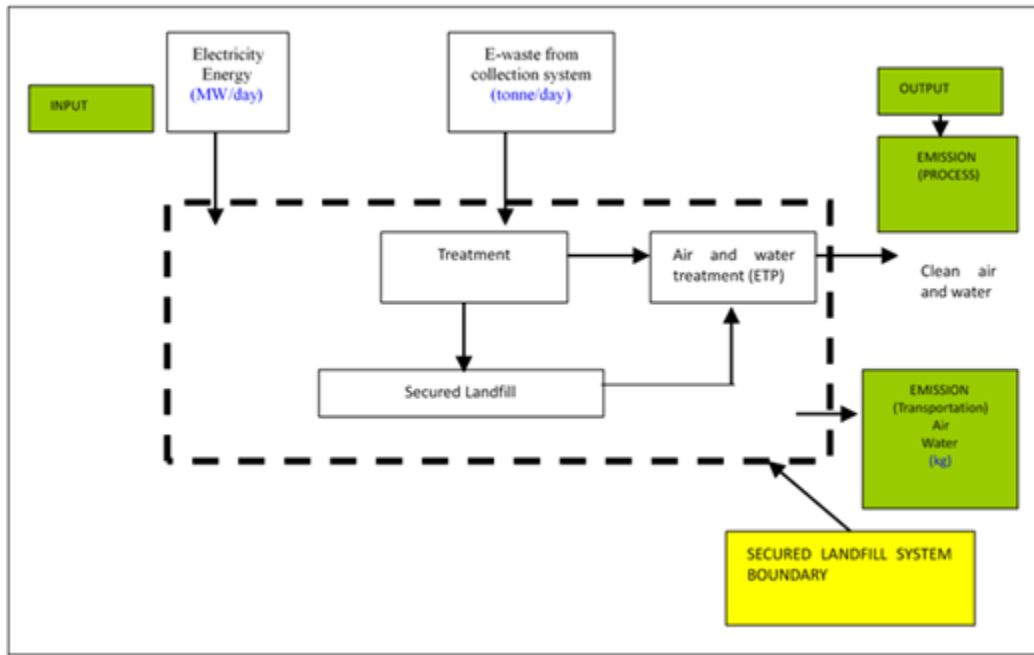 Electricity
Energy
(MW/day)
E-waste from
collection system
(tonne/day)
INPUT
OUTPUT
EMISSION
(PROCESS)
Treatment
Air and water
treatment (ETP)
Clean air
and water
Secured Landfill
EMISSION
(Transportation)
Air
Water
(kg)
SECURED LANDFILL SYSTEM
BOUNDARY